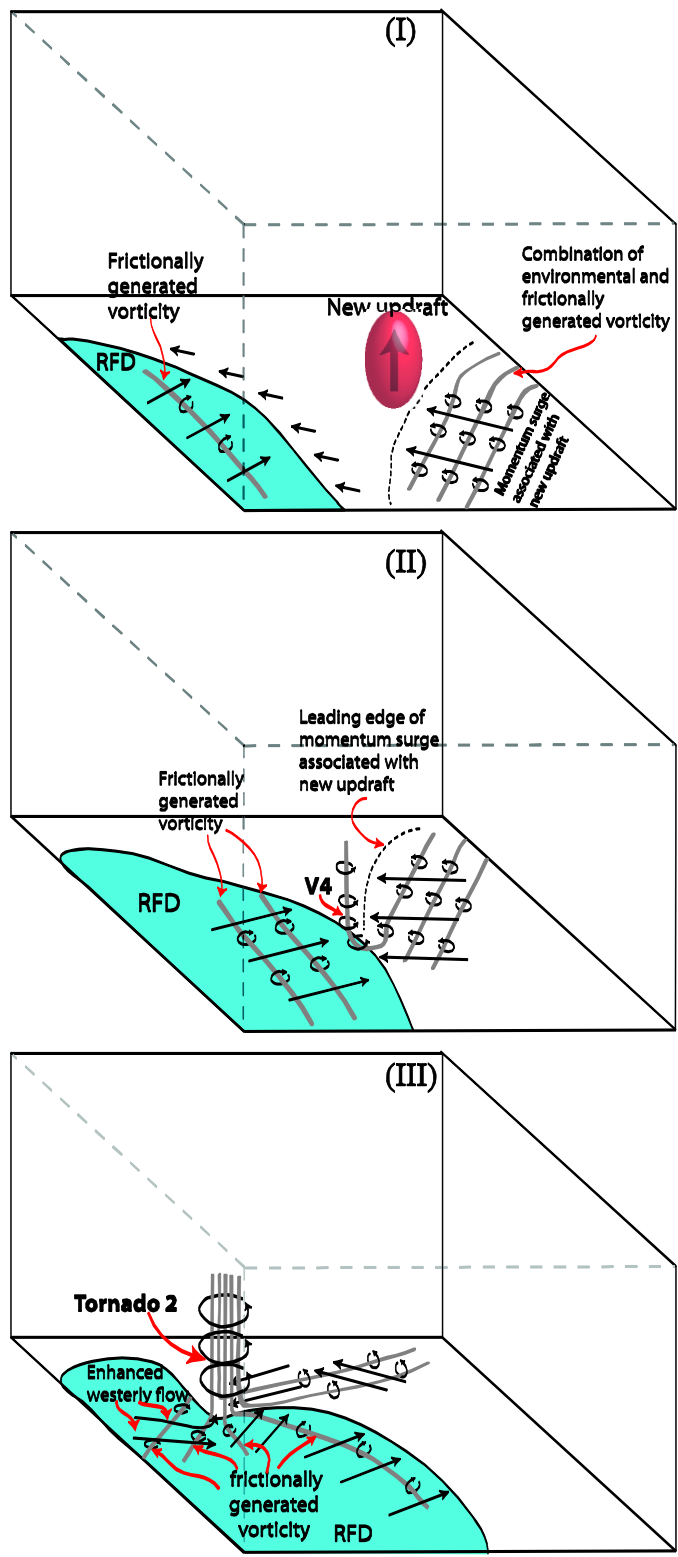 (I)
Combination of
environmental and
frictionally
generated vorticity
Frictionally
generated
vorticity
New updraft
RFD
Momentum surge
associated with
new updraft
(II)
Leading edge of
momentum surge
associated with
new updraft
Frictionally
generated
vorticity
V4
RFD
(III)
Tornado 2
Enhanced
westerly flow
frictionally
generated
vorticity
RFD